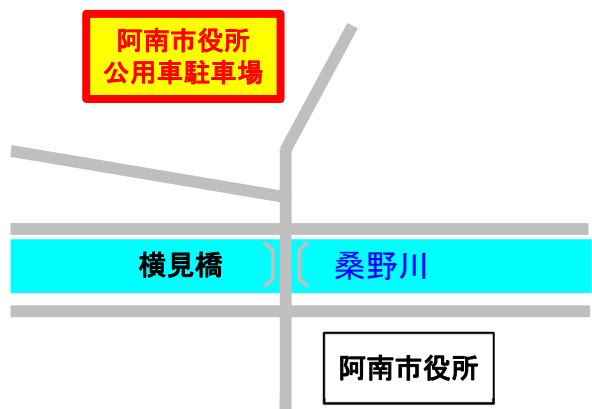 阿南市役所
公用車駐車場
横見橋
桑野川
阿南市役所